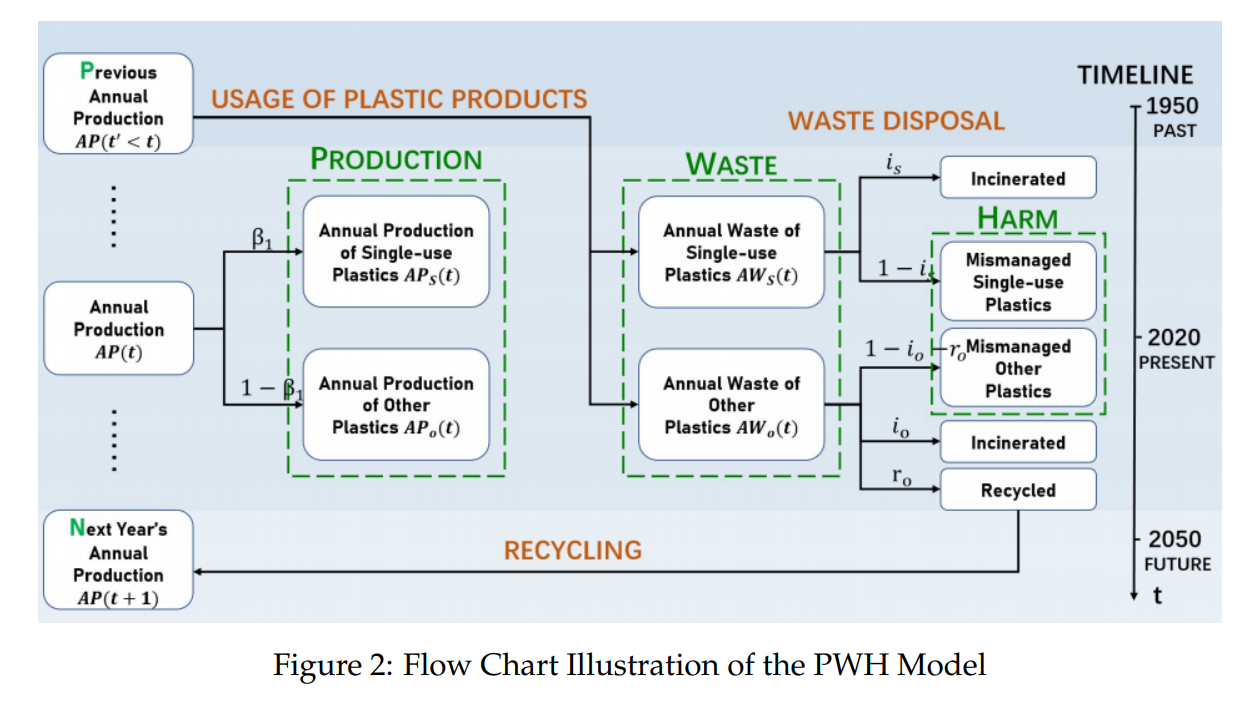 Previous
Annual
Production
AP(t′ < t)
USAGE OF PLASTIC PRODUCTS
WASTE DISPOSAL
TIMELINE
1950
PAST
PRODUCTION
WASTE
i_s
Incinerated
HARM
β₁
Annual Production
of Single-use
Plastics AP_S(t)
Annual Waste of
Single-use
Plastics AW_S(t)
1 − i_s
Mismanaged
Single-use
Plastics
Annual
Production
AP(t)
2020
PRESENT
1 − i_o − r_o
Mismanaged
Other
Plastics
1 − β₁
Annual Production
of Other
Plastics AP_o(t)
Annual Waste of
Other
Plastics AW_o(t)
i_o
Incinerated
r_o
Recycled
Next Year's
Annual
Production
AP(t + 1)
RECYCLING
2050
FUTURE
t
Figure 2: Flow Chart Illustration of the PWH Model